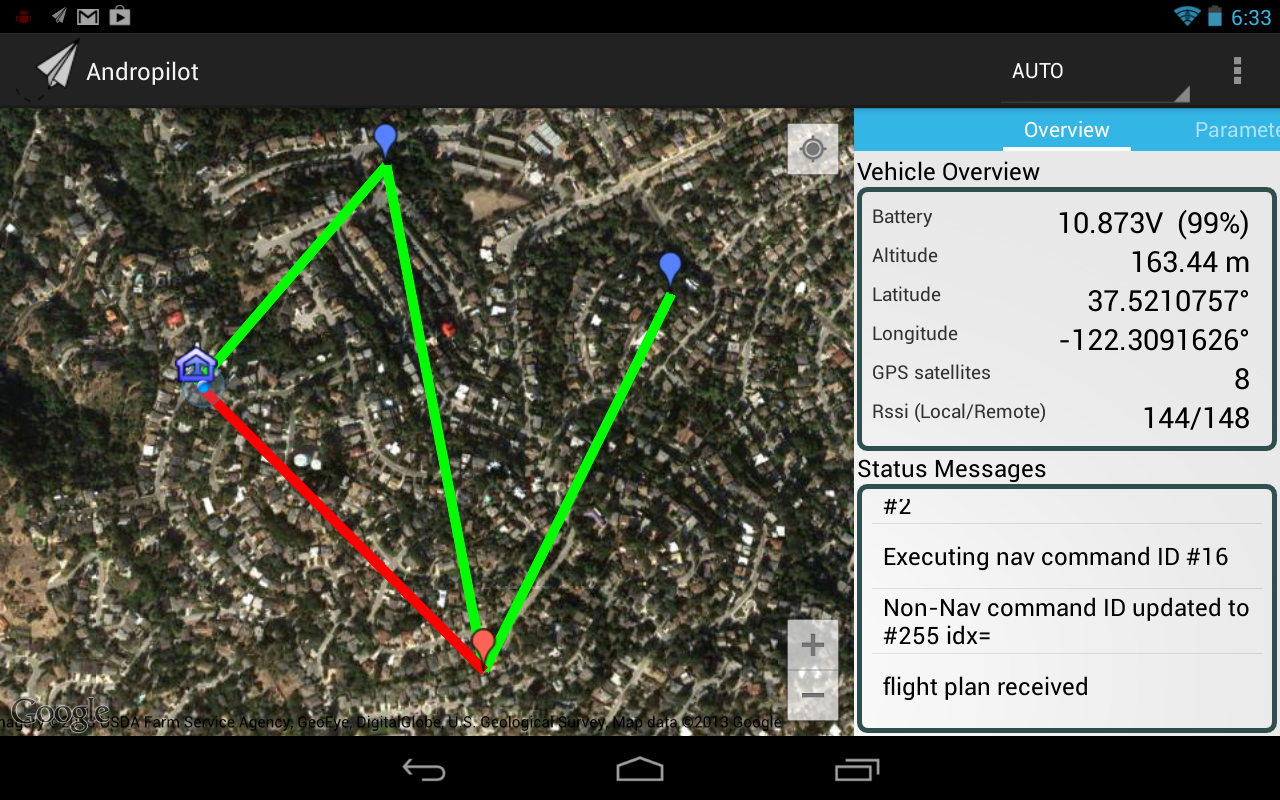 6:33
Andropilot
AUTO
Overview
Vehicle Overview
Battery
10.873V (99%)
Altitude
163.44 m
Latitude
37.5210757°
Longitude
-122.3091626°
GPS satellites
8
Rssi (Local/Remote)
144/148
Status Messages
#2
Executing nav command ID #16
Non-Nav command ID updated to
#255 idx=
flight plan received
Google
USDA Farm Service Agency, GeoEye, DigitalGlobe, U.S. Geological Survey, Map data ©2013 Google